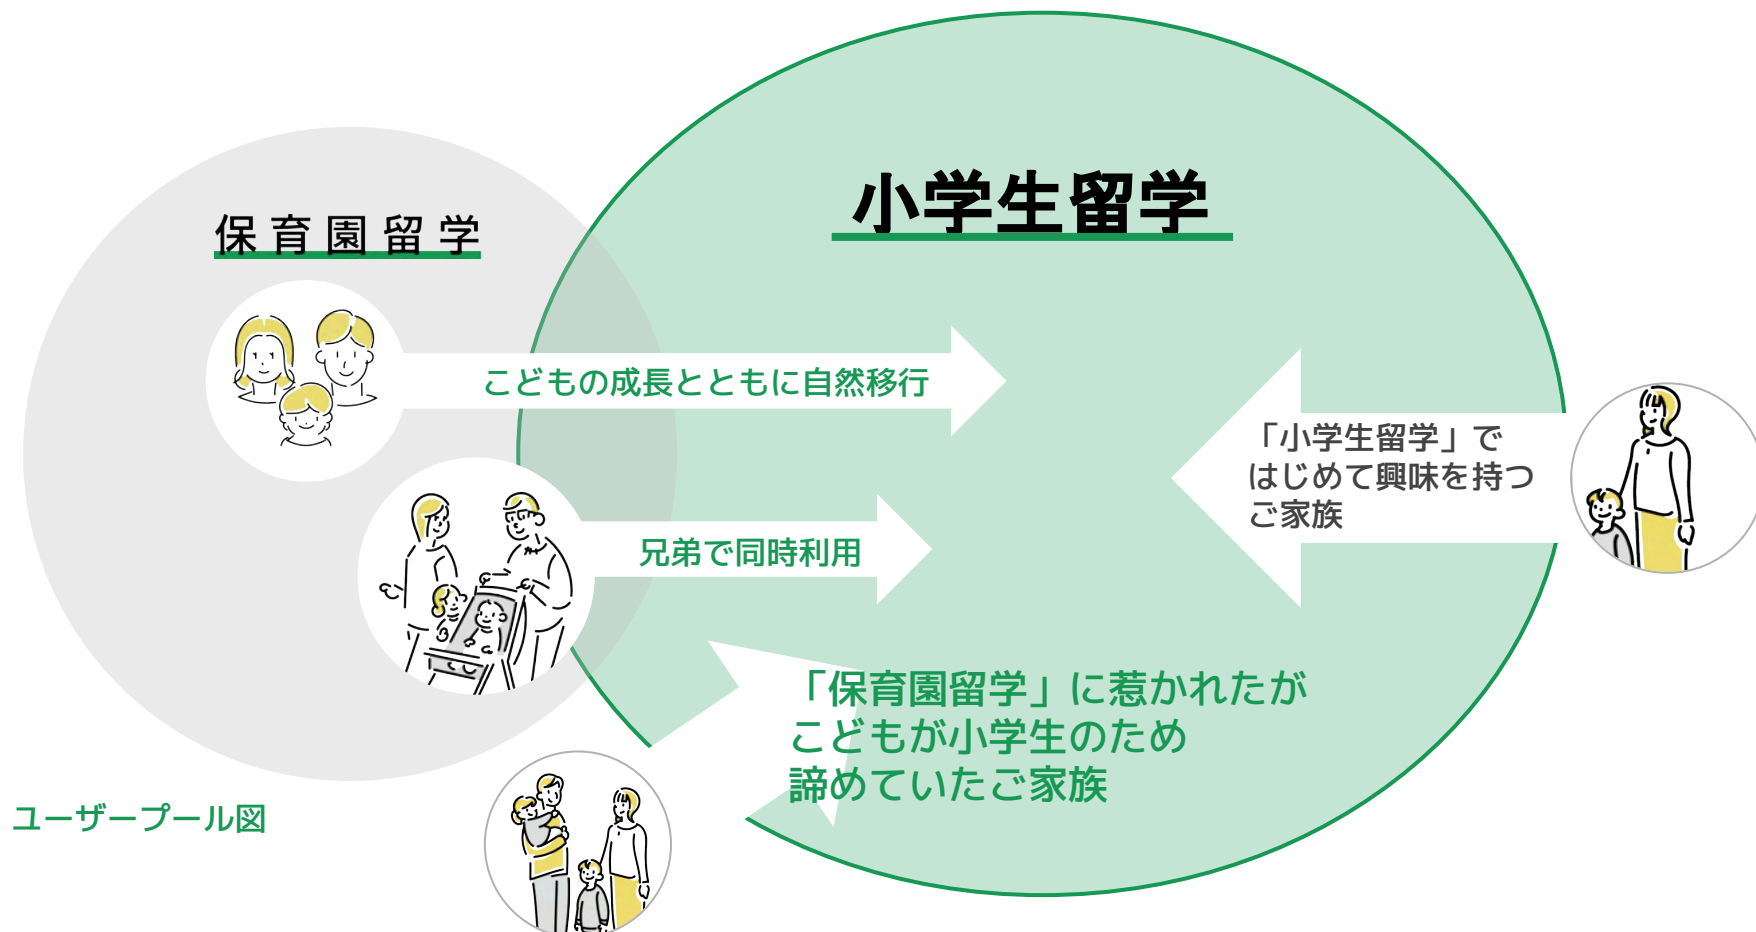 小学生留学
保育園留学
こどもの成長とともに自然移行
「小学生留学」で
はじめて興味を持つ
ご家族
兄弟で同時利用
「保育園留学」に惹かれたが
こどもが小学生のため
諦めていたご家族
ユーザープール図